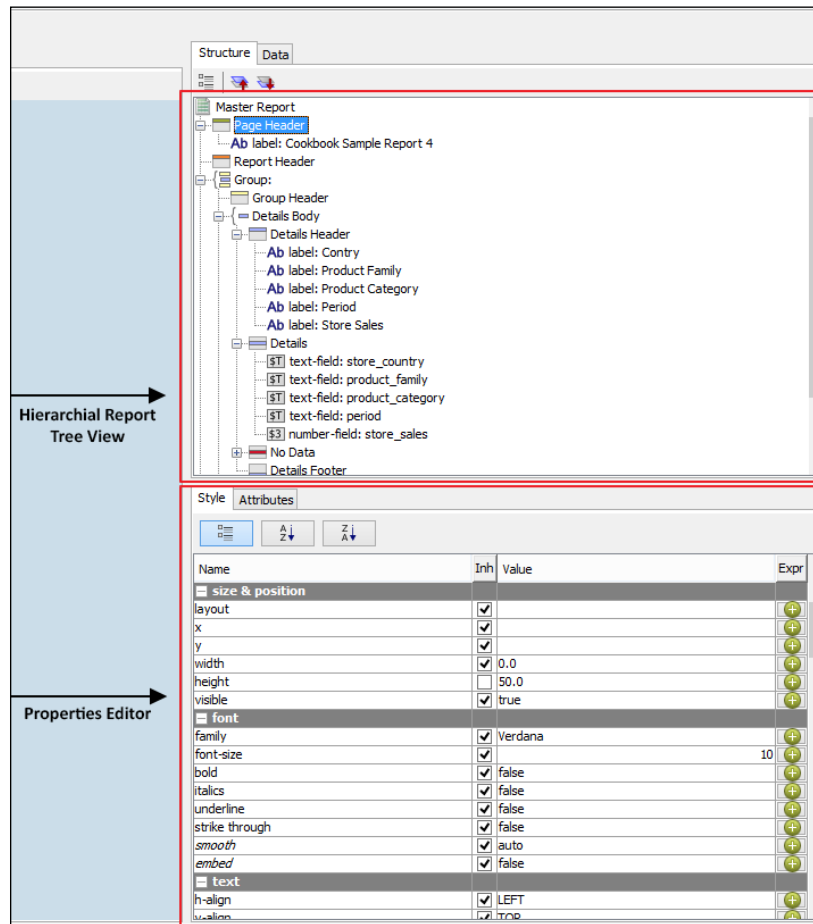 Structure Data
Master Report
Page Header
Ab label: Cookbook Sample Report 4
Report Header
Group:
Group Header
Details Body
Details Header
Ab label: Contry
Ab label: Product Family
Ab label: Product Category
Ab label: Period
Ab label: Store Sales
Details
$T text-field: store_country
$T text-field: product_family
$T text-field: product_category
$T text-field: period
$3 number-field: store_sales
No Data
Details Footer
Hierarchial Report
Tree View
Style Attributes
A Z Z A
Name Inh Value Expr
size & position
layout
x
y
width 0.0
height 50.0
visible true
font
family Verdana
font-size 10
bold false
italics false
underline false
strike through false
smooth auto
embed false
text
h-align LEFT
v-align TOP
Properties Editor